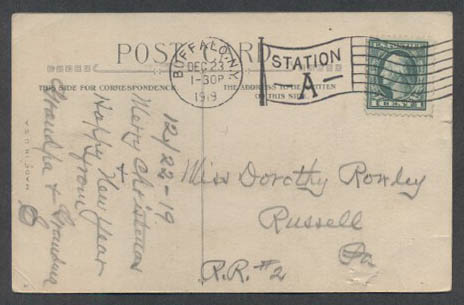 POST CARD
THIS SIDE FOR CORRESPONDENCE.
THE ADDRESS TO BE WRITTEN
ON THIS SIDE.
BUFFALO, N.Y.
DEC 23
1-30P
1919
STATION
A
12/22-19
Merry Christmas
+
Happy New Year
from
Grandpa + Grandma
S
Miss Dorothy Rowley
Russell
Pa
R.R. #2